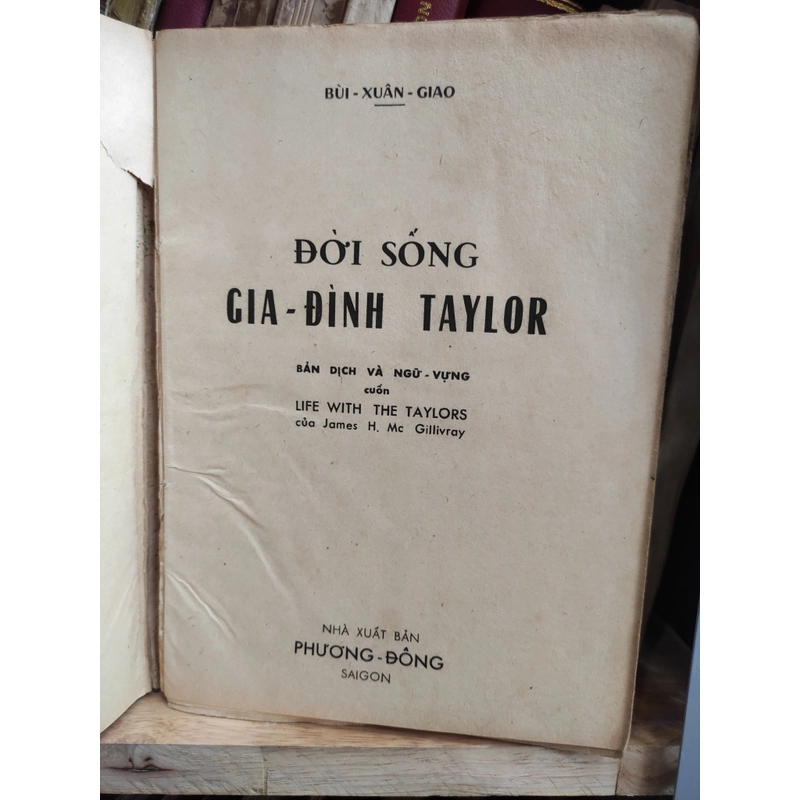 BÙI - XUÂN - GIAO
ĐỜI SỐNG
GIA - ĐÌNH TAYLOR
BẢN DỊCH VÀ NGỮ - VỰNG
cuốn
LIFE WITH THE TAYLORS
của James H. Mc Gillivray
NHÀ XUẤT BẢN
PHƯƠNG - ĐÔNG
SAIGON